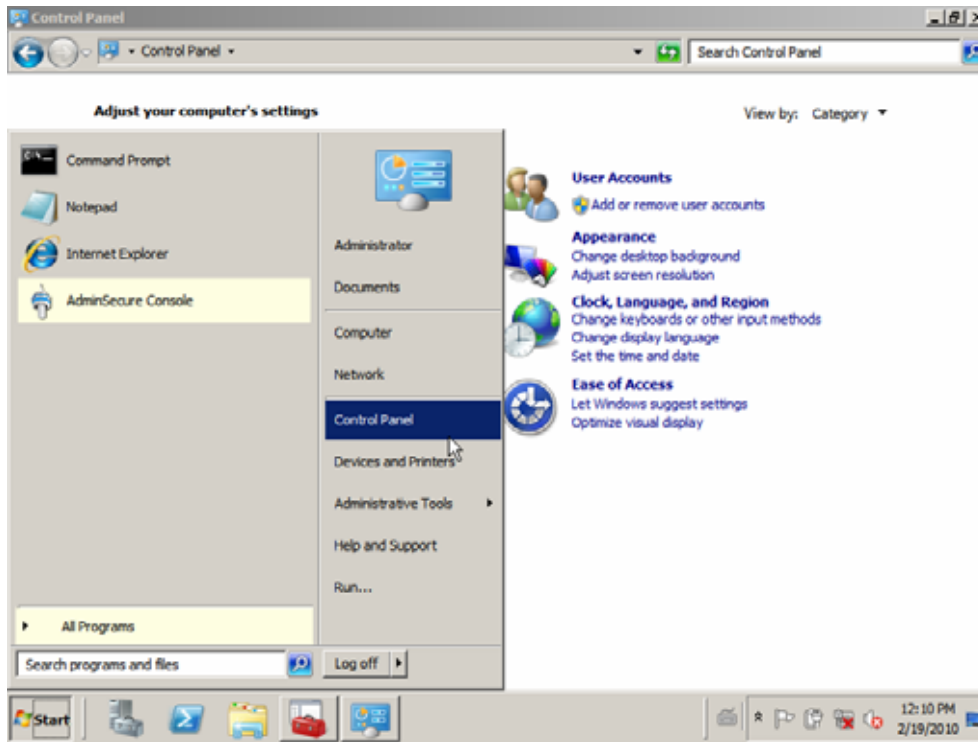 Control Panel
Control Panel
Search Control Panel
Adjust your computer's settings
View by: Category
Command Prompt
Notepad
Internet Explorer
AdminSecure Console
All Programs
Search programs and files
Administrator
Documents
Computer
Network
Control Panel
Devices and Printers
Administrative Tools
Help and Support
Run...
Log off
User Accounts
Add or remove user accounts
Appearance
Change desktop background
Adjust screen resolution
Clock, Language, and Region
Change keyboards or other input methods
Change display language
Set the time and date
Ease of Access
Let Windows suggest settings
Optimize visual display
Start
12:10 PM
2/19/2010